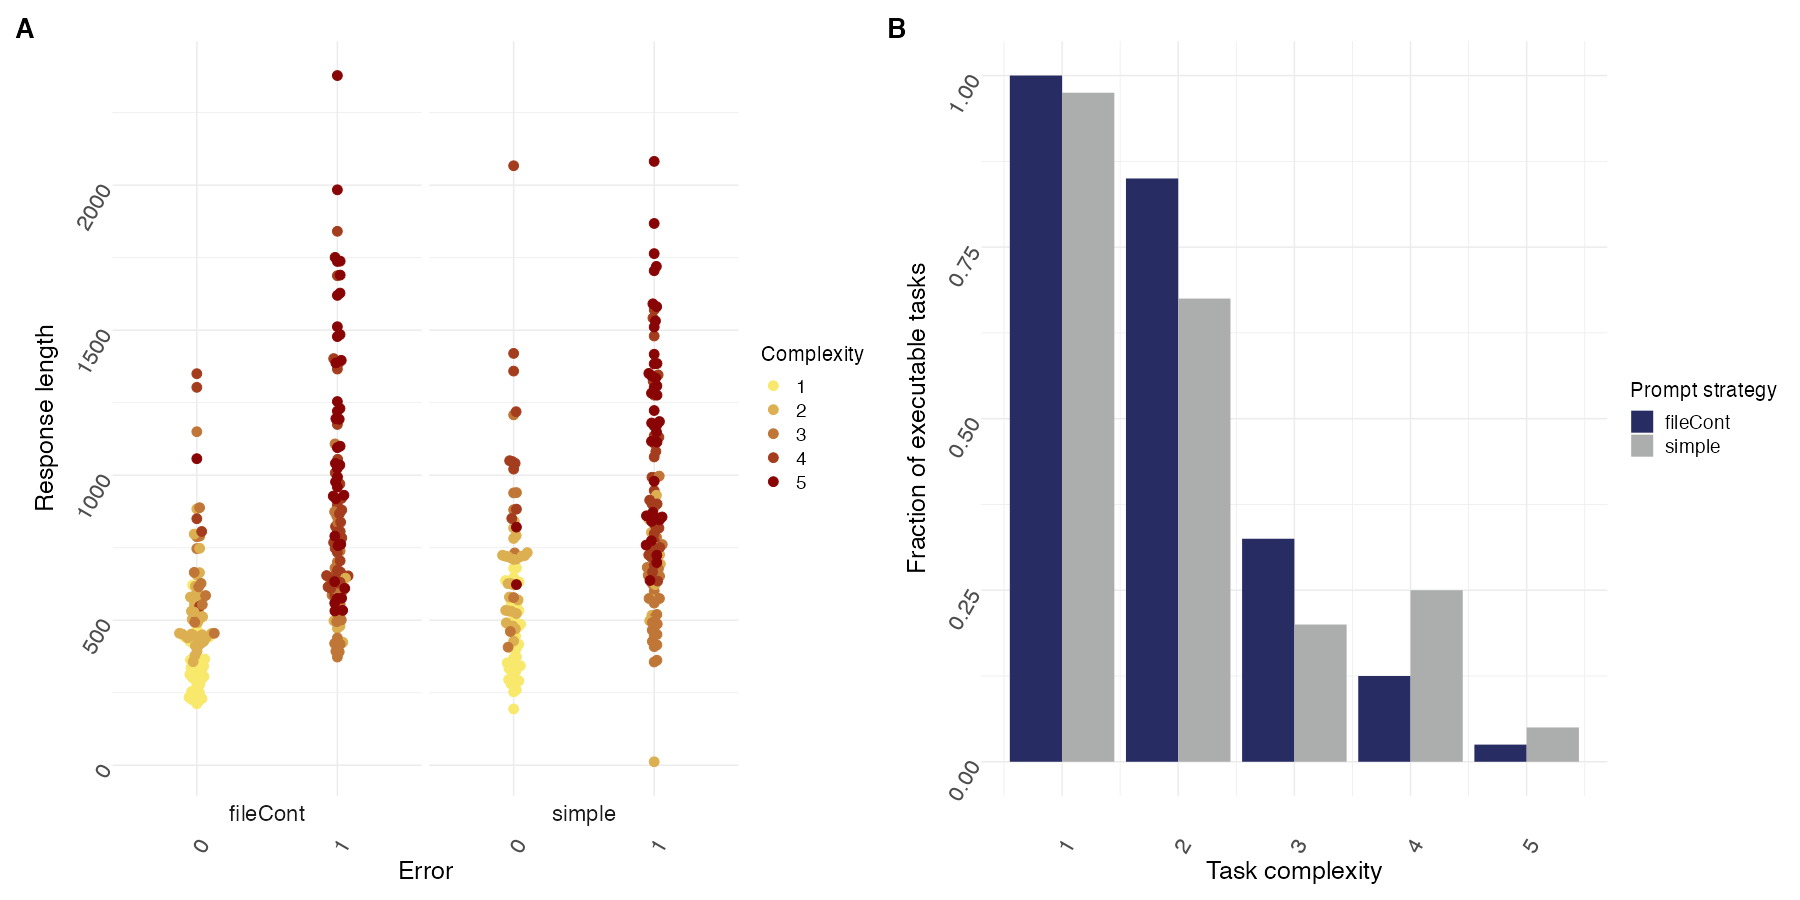 A
Response length
2000
1500
1000
500
0
fileCont
simple
0
1
0
1
Error
Complexity
1
2
3
4
5
B
Fraction of executable tasks
1.00
0.75
0.50
0.25
0.00
1
2
3
4
5
Task complexity
Prompt strategy
fileCont
simple